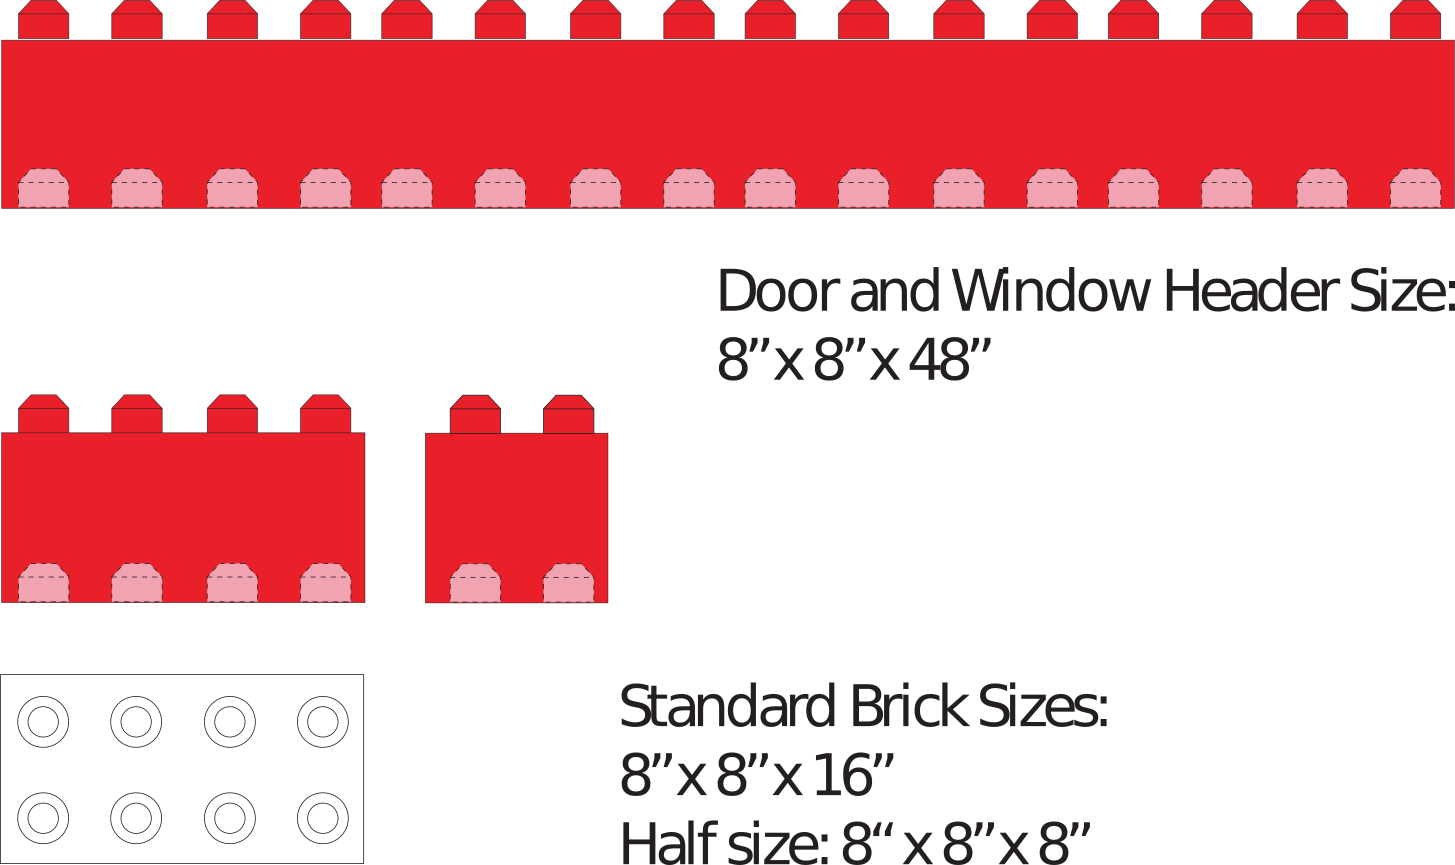 Door and Window Header Size:
8” x 8” x 48”
Standard Brick Sizes:
8” x 8” x 16”
Half size: 8“ x 8” x 8”